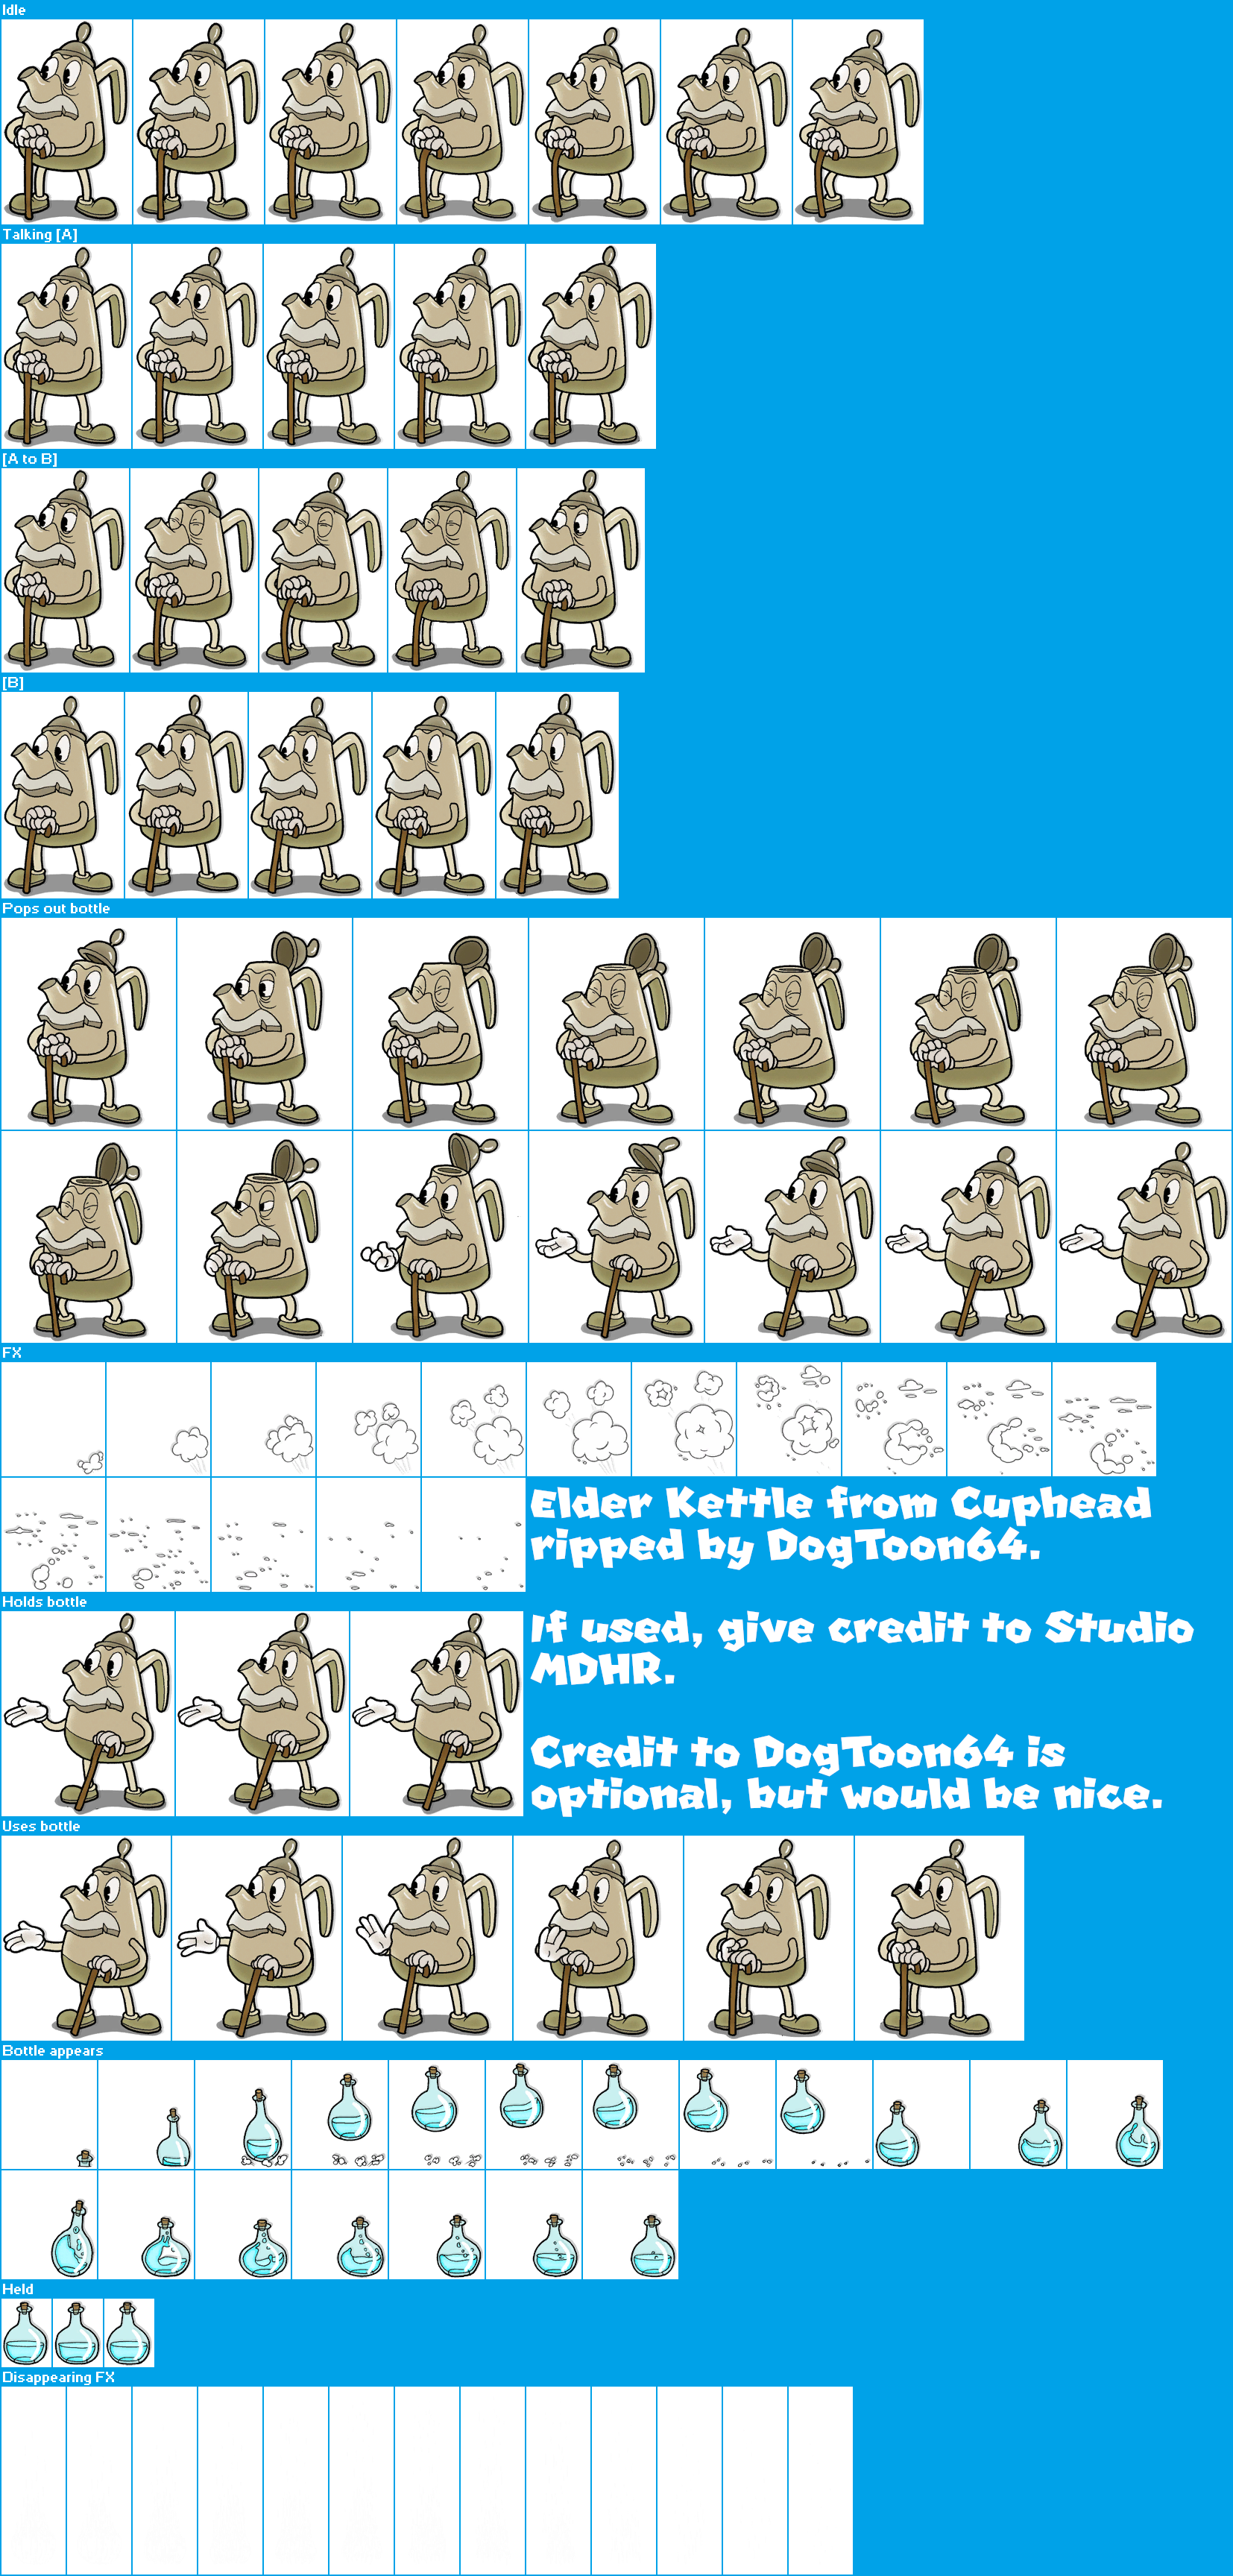 Idle
Talking [A]
[A to B]
[B]
Pops out bottle
FX
Elder Kettle from Cuphead
ripped by DogToon64.
Holds bottle
If used, give credit to Studio
MDHR.
Credit to DogToon64 is
optional, but would be nice.
Uses bottle
Bottle appears
Held
Disappearing FX